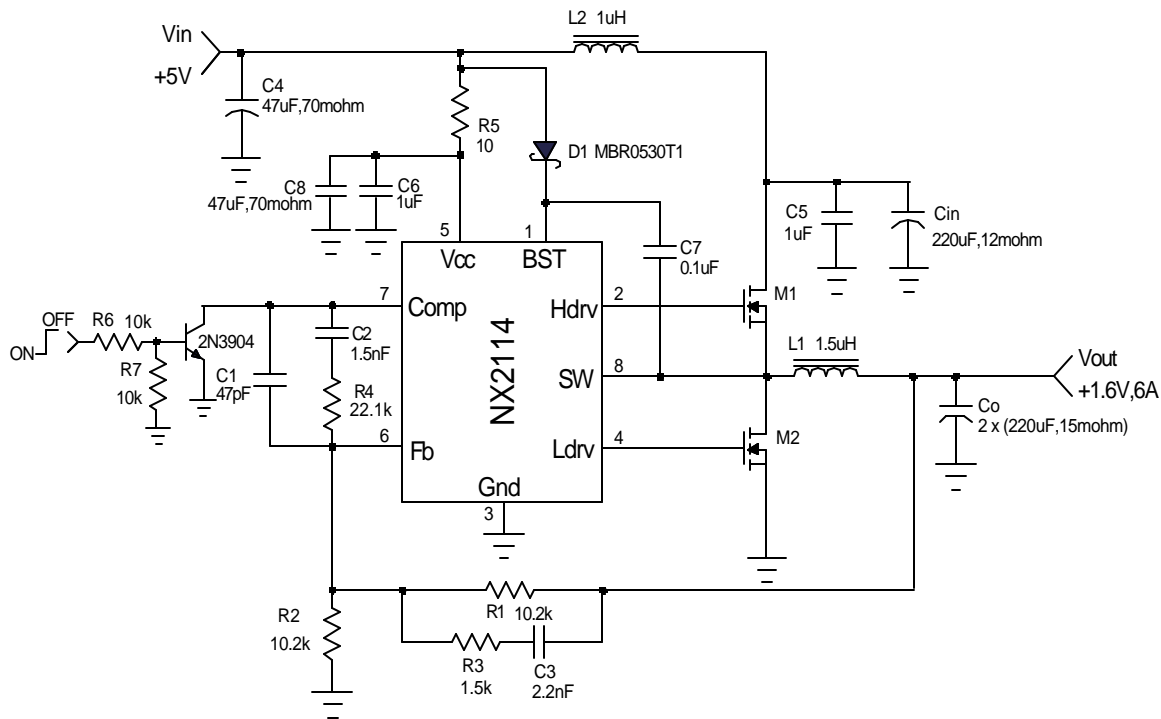 L2 1uH
Vin
+5V
C4
47uF,70mohm
R5
10
D1 MBR0530T1
C8
47uF,70mohm
C6
1uF
C7
0.1uF
C5
1uF
Cin
220uF,12mohm
5
1
Vcc
BST
7
Comp
Hdrv
2
M1
OFF
ON
R6 10k
2N3904
R7
10k
C1
47pF
C2
1.5nF
R4
22.1k
NX2114
SW
8
L1 1.5uH
Vout
+1.6V,6A
Co
2 x (220uF,15mohm)
6
Fb
Ldrv
4
M2
Gnd
3
R1 10.2k
R2
10.2k
R3
1.5k
C3
2.2nF